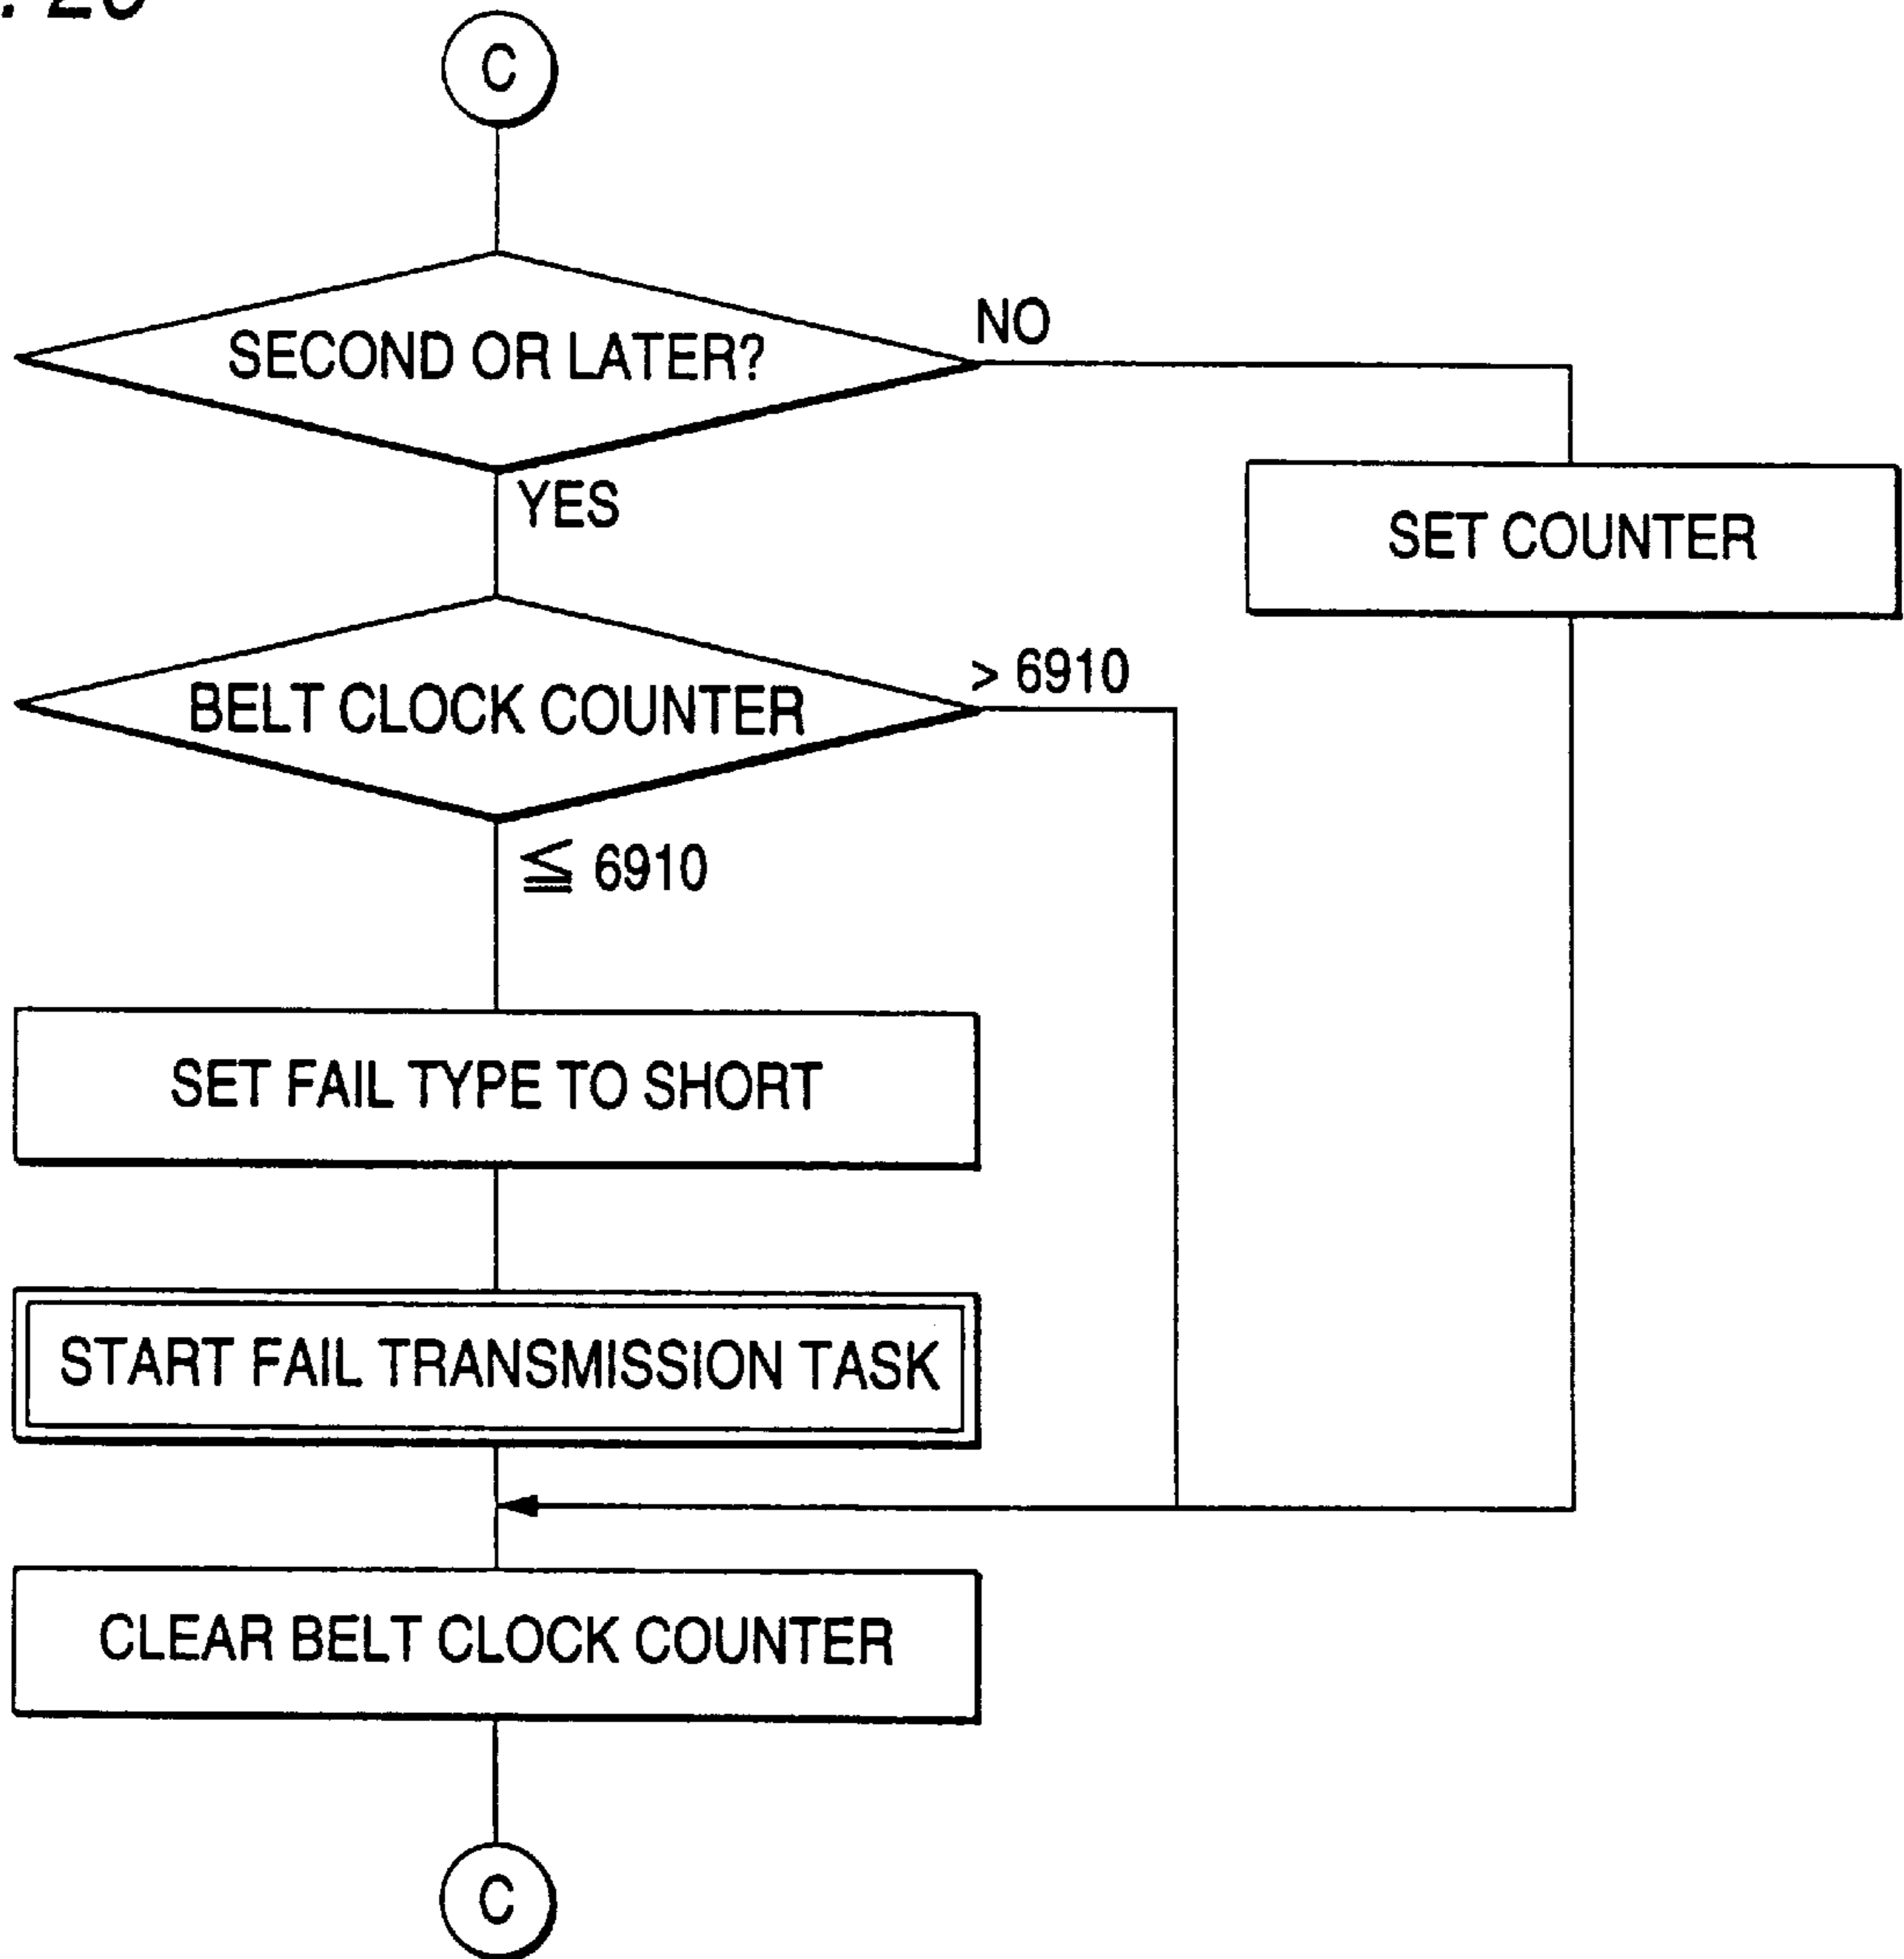 C
SECOND OR LATER?
NO
YES
SET COUNTER
BELT CLOCK COUNTER
> 6910
≦ 6910
SET FAIL TYPE TO SHORT
START FAIL TRANSMISSION TASK
CLEAR BELT CLOCK COUNTER
C